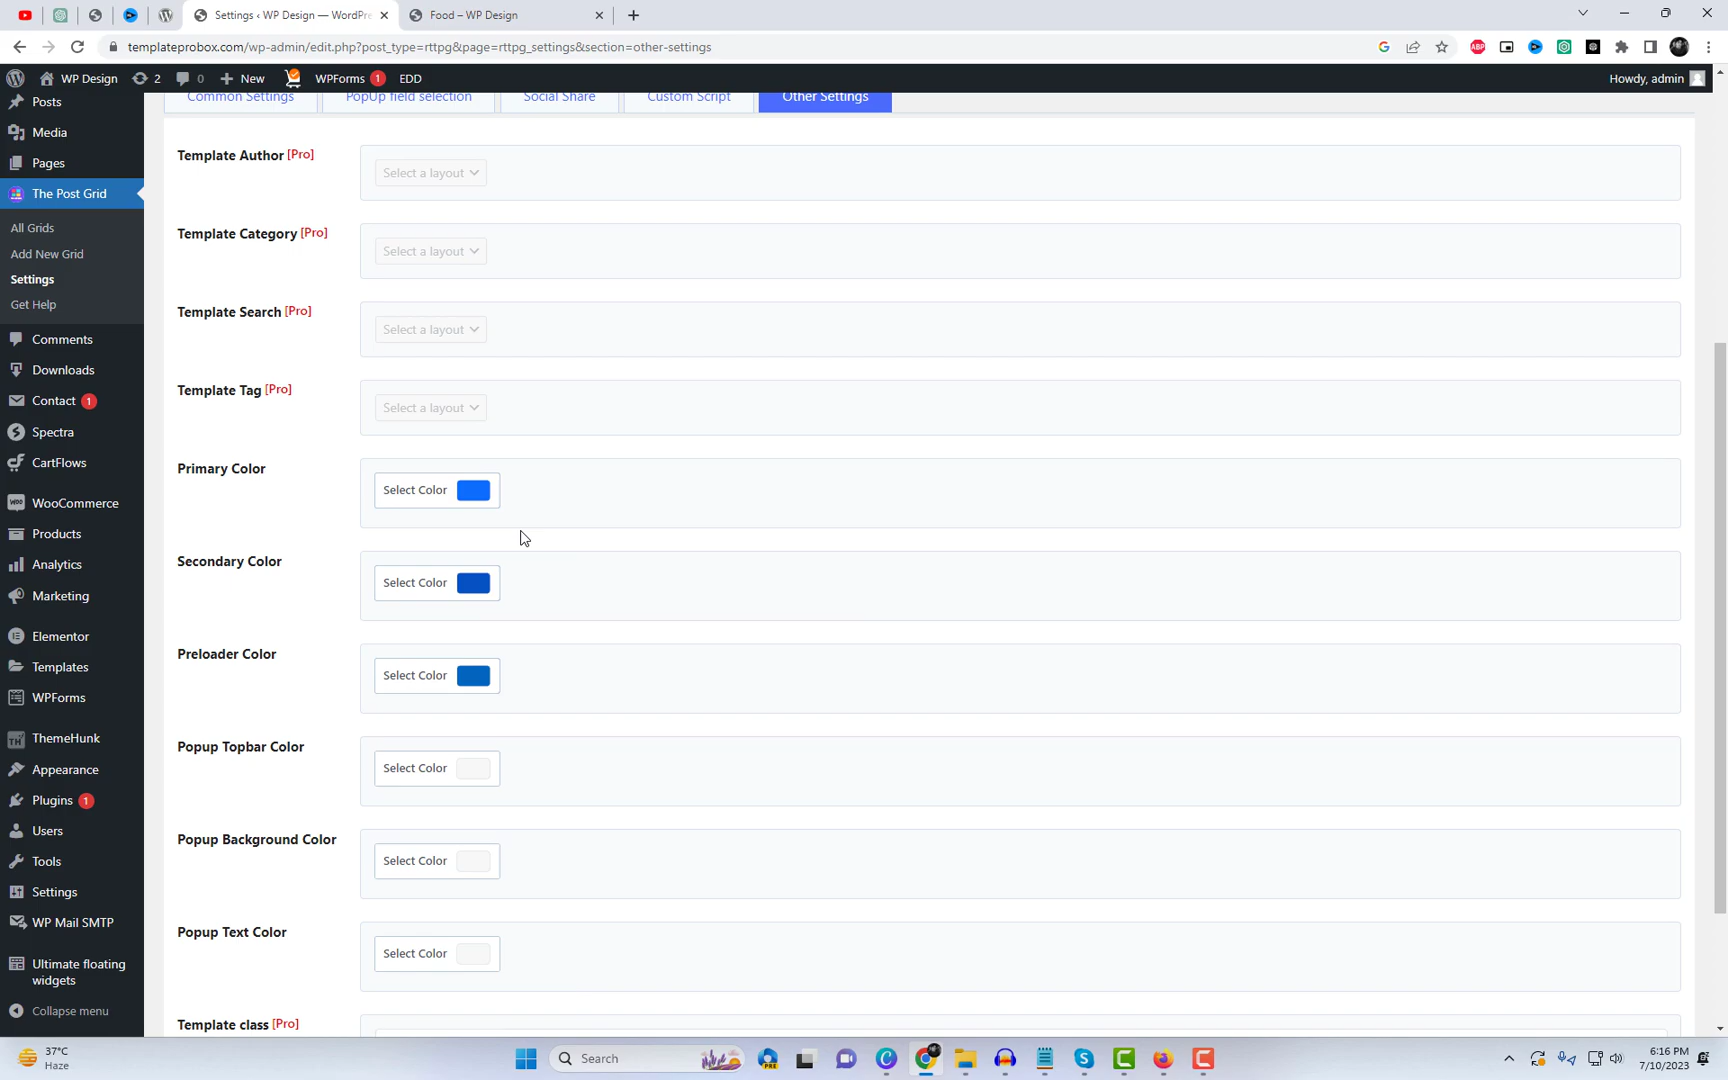 Settings ‹ WP Design — WordPre
Food – WP Design
templateprobox.com/wp-admin/edit.php?post_type=rttpg&page=rttpg_settings&section=other-settings
WP Design
2
0
New
WPForms 1
EDD
Howdy, admin
Posts
Media
Pages
The Post Grid
All Grids
Add New Grid
Settings
Get Help
Comments
Downloads
Contact 1
Spectra
CartFlows
WooCommerce
Products
Analytics
Marketing
Elementor
Templates
WPForms
ThemeHunk
Appearance
Plugins 1
Users
Tools
Settings
WP Mail SMTP
Ultimate floating
widgets
Collapse menu
Common Settings
PopUp field selection
Social Share
Custom Script
Other Settings
Template Author [Pro]
Select a layout
Template Category [Pro]
Select a layout
Template Search [Pro]
Select a layout
Template Tag [Pro]
Select a layout
Primary Color
Select Color
Secondary Color
Select Color
Preloader Color
Select Color
Popup Topbar Color
Select Color
Popup Background Color
Select Color
Popup Text Color
Select Color
Template class [Pro]
37°C
Haze
Search
6:16 PM
7/10/2023